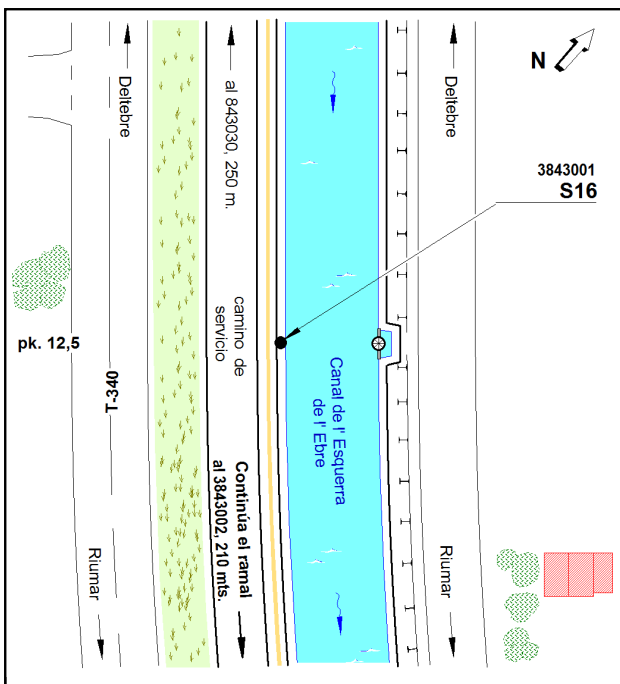 N
3843001
S16
Deltebre
al 843030, 250 m.
Deltebre
camino de
servicio
pk. 12,5
T-340
Canal de l' Esquerra
de l' Ebre
Continúa el ramal
al 3843002, 210 mts.
Riumar
Riumar